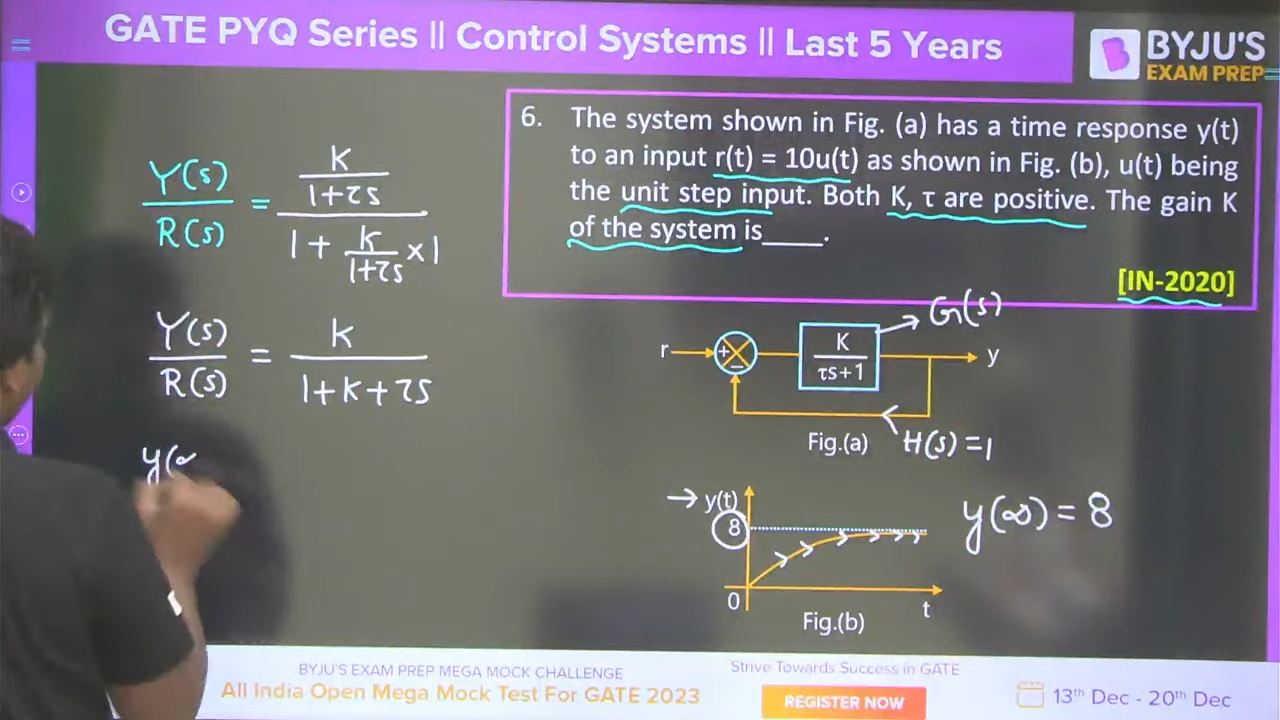 GATE PYQ Series || Control Systems || Last 5 Years
BYJU'S
EXAM PREP
6. The system shown in Fig. (a) has a time response y(t)
to an input r(t) = 10u(t) as shown in Fig. (b), u(t) being
the unit step input. Both K, τ are positive. The gain K
of the system is____.
[IN-2020]
Y(s)/R(s) = (K/(1+τs))/(1 + K/(1+τs) × 1)
Y(s)/R(s) = K/(1+K+τs)
y(∞
G(s)
r + − K/(τs+1) y
Fig.(a) H(s) = 1
y(t)
8
y(∞) = 8
0 t
Fig.(b)
BYJU'S EXAM PREP MEGA MOCK CHALLENGE
All India Open Mega Mock Test For GATE 2023
Strive Towards Success in GATE
REGISTER NOW
13th Dec - 20th Dec